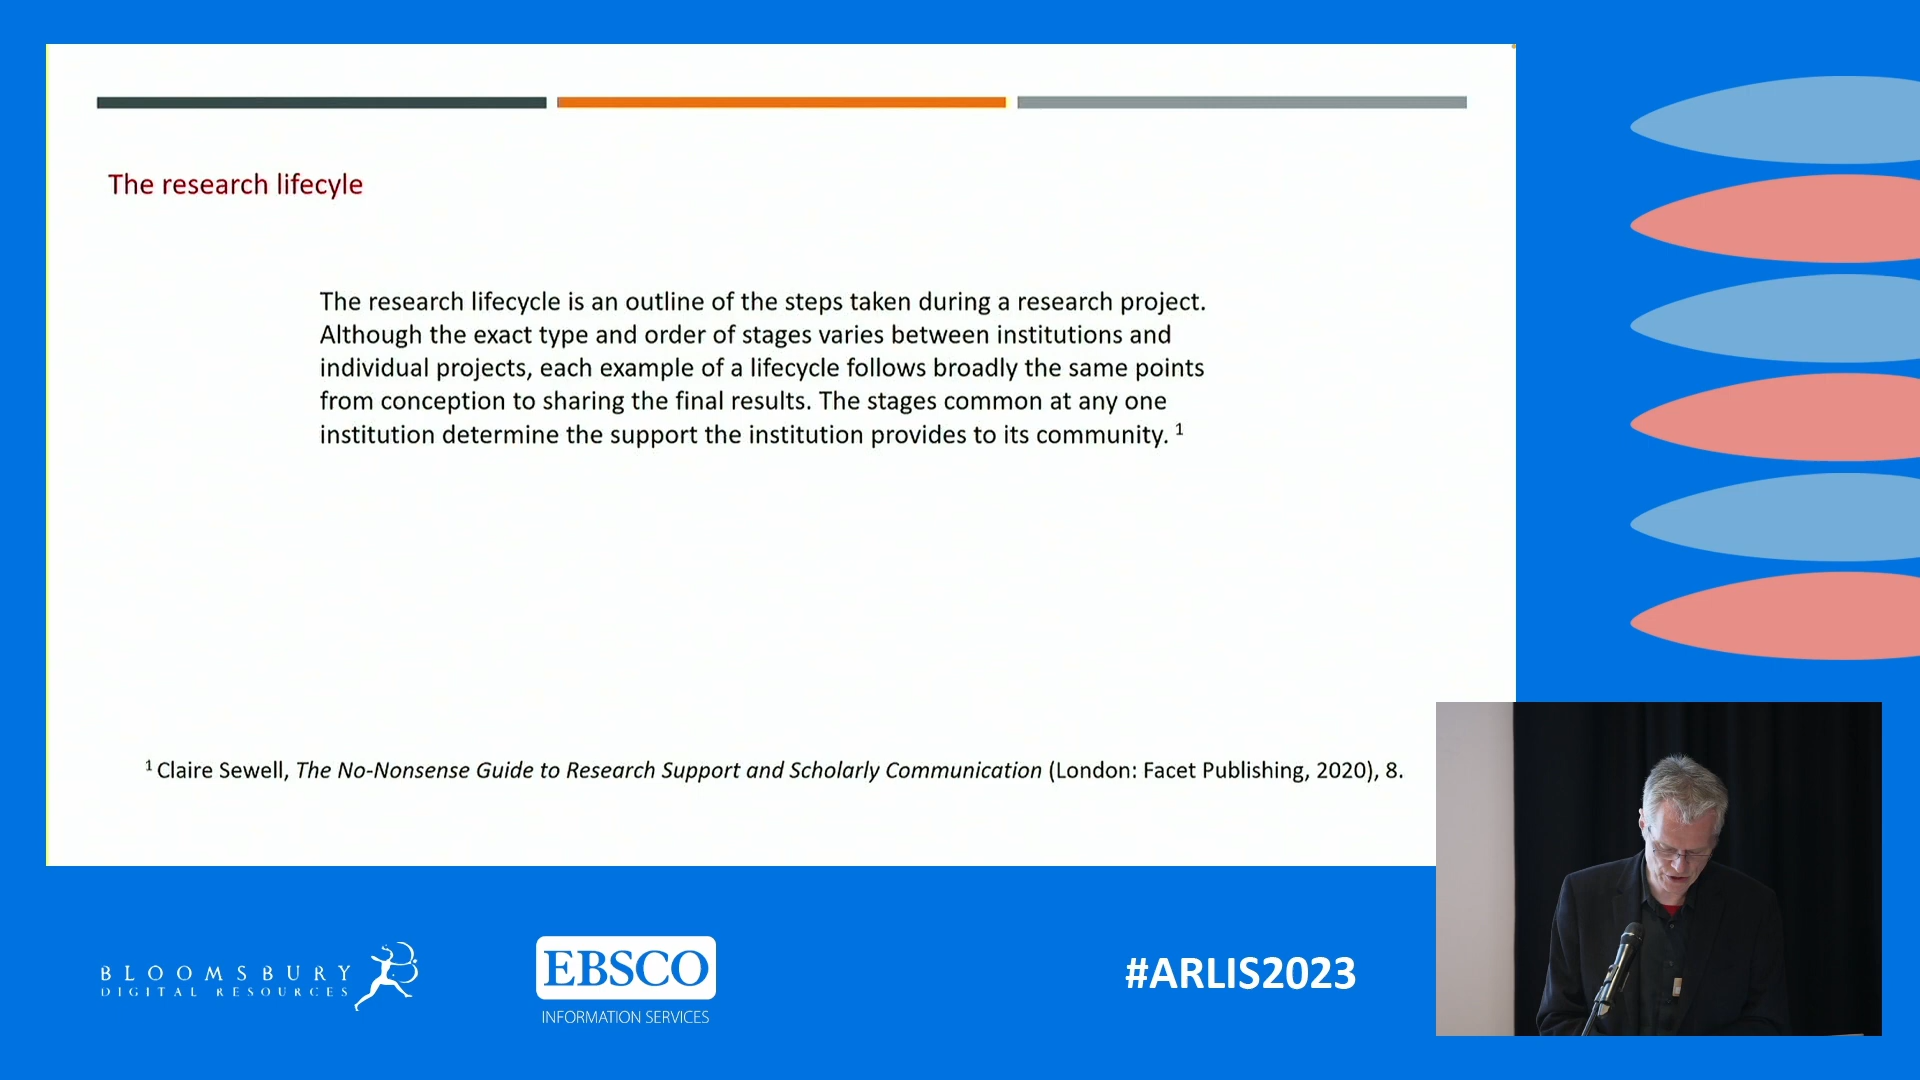 The research lifecyle
The research lifecycle is an outline of the steps taken during a research project.
Although the exact type and order of stages varies between institutions and
individual projects, each example of a lifecycle follows broadly the same points
from conception to sharing the final results. The stages common at any one
institution determine the support the institution provides to its community. ¹
¹ Claire Sewell, The No-Nonsense Guide to Research Support and Scholarly Communication (London: Facet Publishing, 2020), 8.
BLOOMSBURY
DIGITAL RESOURCES
EBSCO
INFORMATION SERVICES
#ARLIS2023